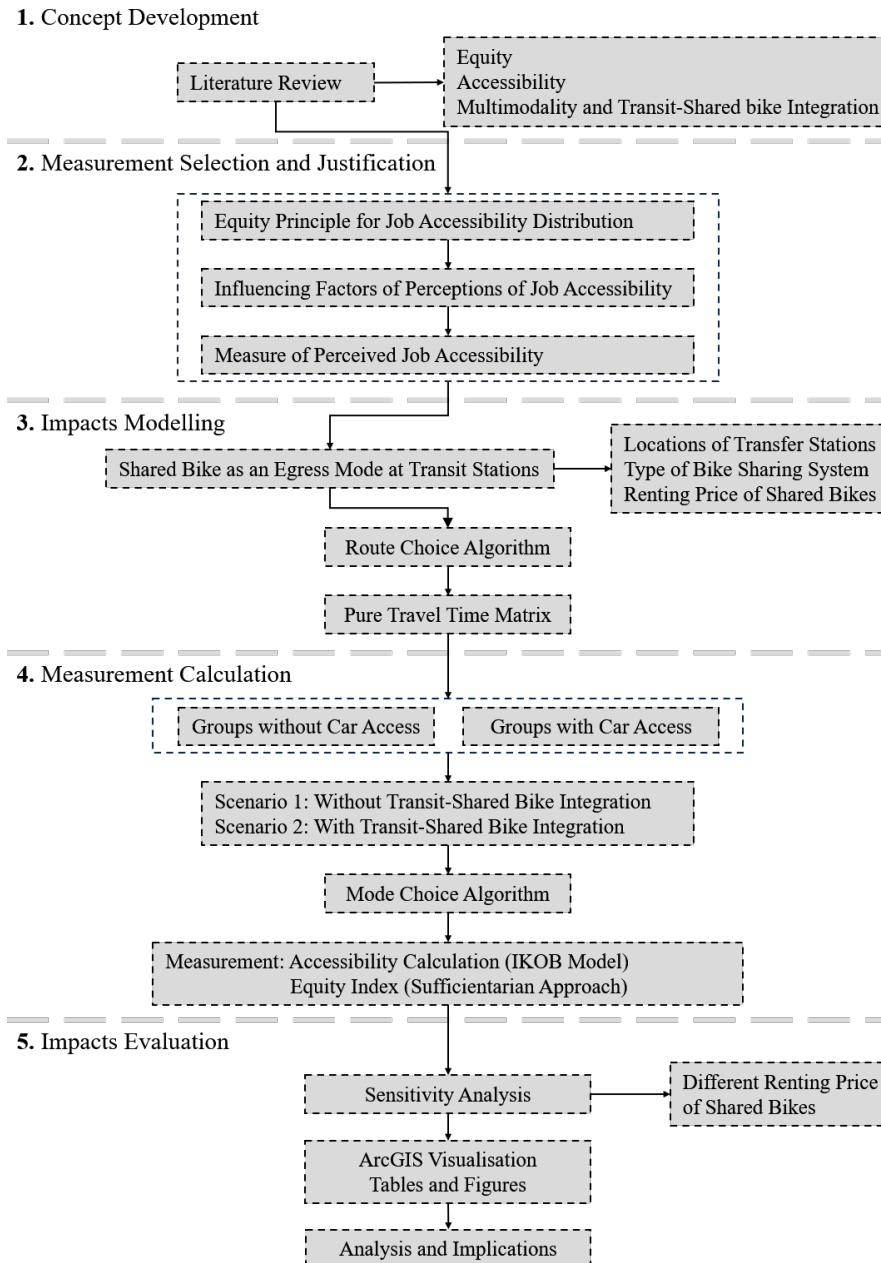 1. Concept Development
Literature Review
Equity
Accessibility
Multimodality and Transit-Shared bike Integration
2. Measurement Selection and Justification
Equity Principle for Job Accessibility Distribution
Influencing Factors of Perceptions of Job Accessibility
Measure of Perceived Job Accessibility
3. Impacts Modelling
Shared Bike as an Egress Mode at Transit Stations
Locations of Transfer Stations
Type of Bike Sharing System
Renting Price of Shared Bikes
Route Choice Algorithm
Pure Travel Time Matrix
4. Measurement Calculation
Groups without Car Access
Groups with Car Access
Scenario 1: Without Transit-Shared Bike Integration
Scenario 2: With Transit-Shared Bike Integration
Mode Choice Algorithm
Measurement: Accessibility Calculation (IKOB Model)
Equity Index (Sufficientarian Approach)
5. Impacts Evaluation
Sensitivity Analysis
Different Renting Price
of Shared Bikes
ArcGIS Visualisation
Tables and Figures
Analysis and Implications